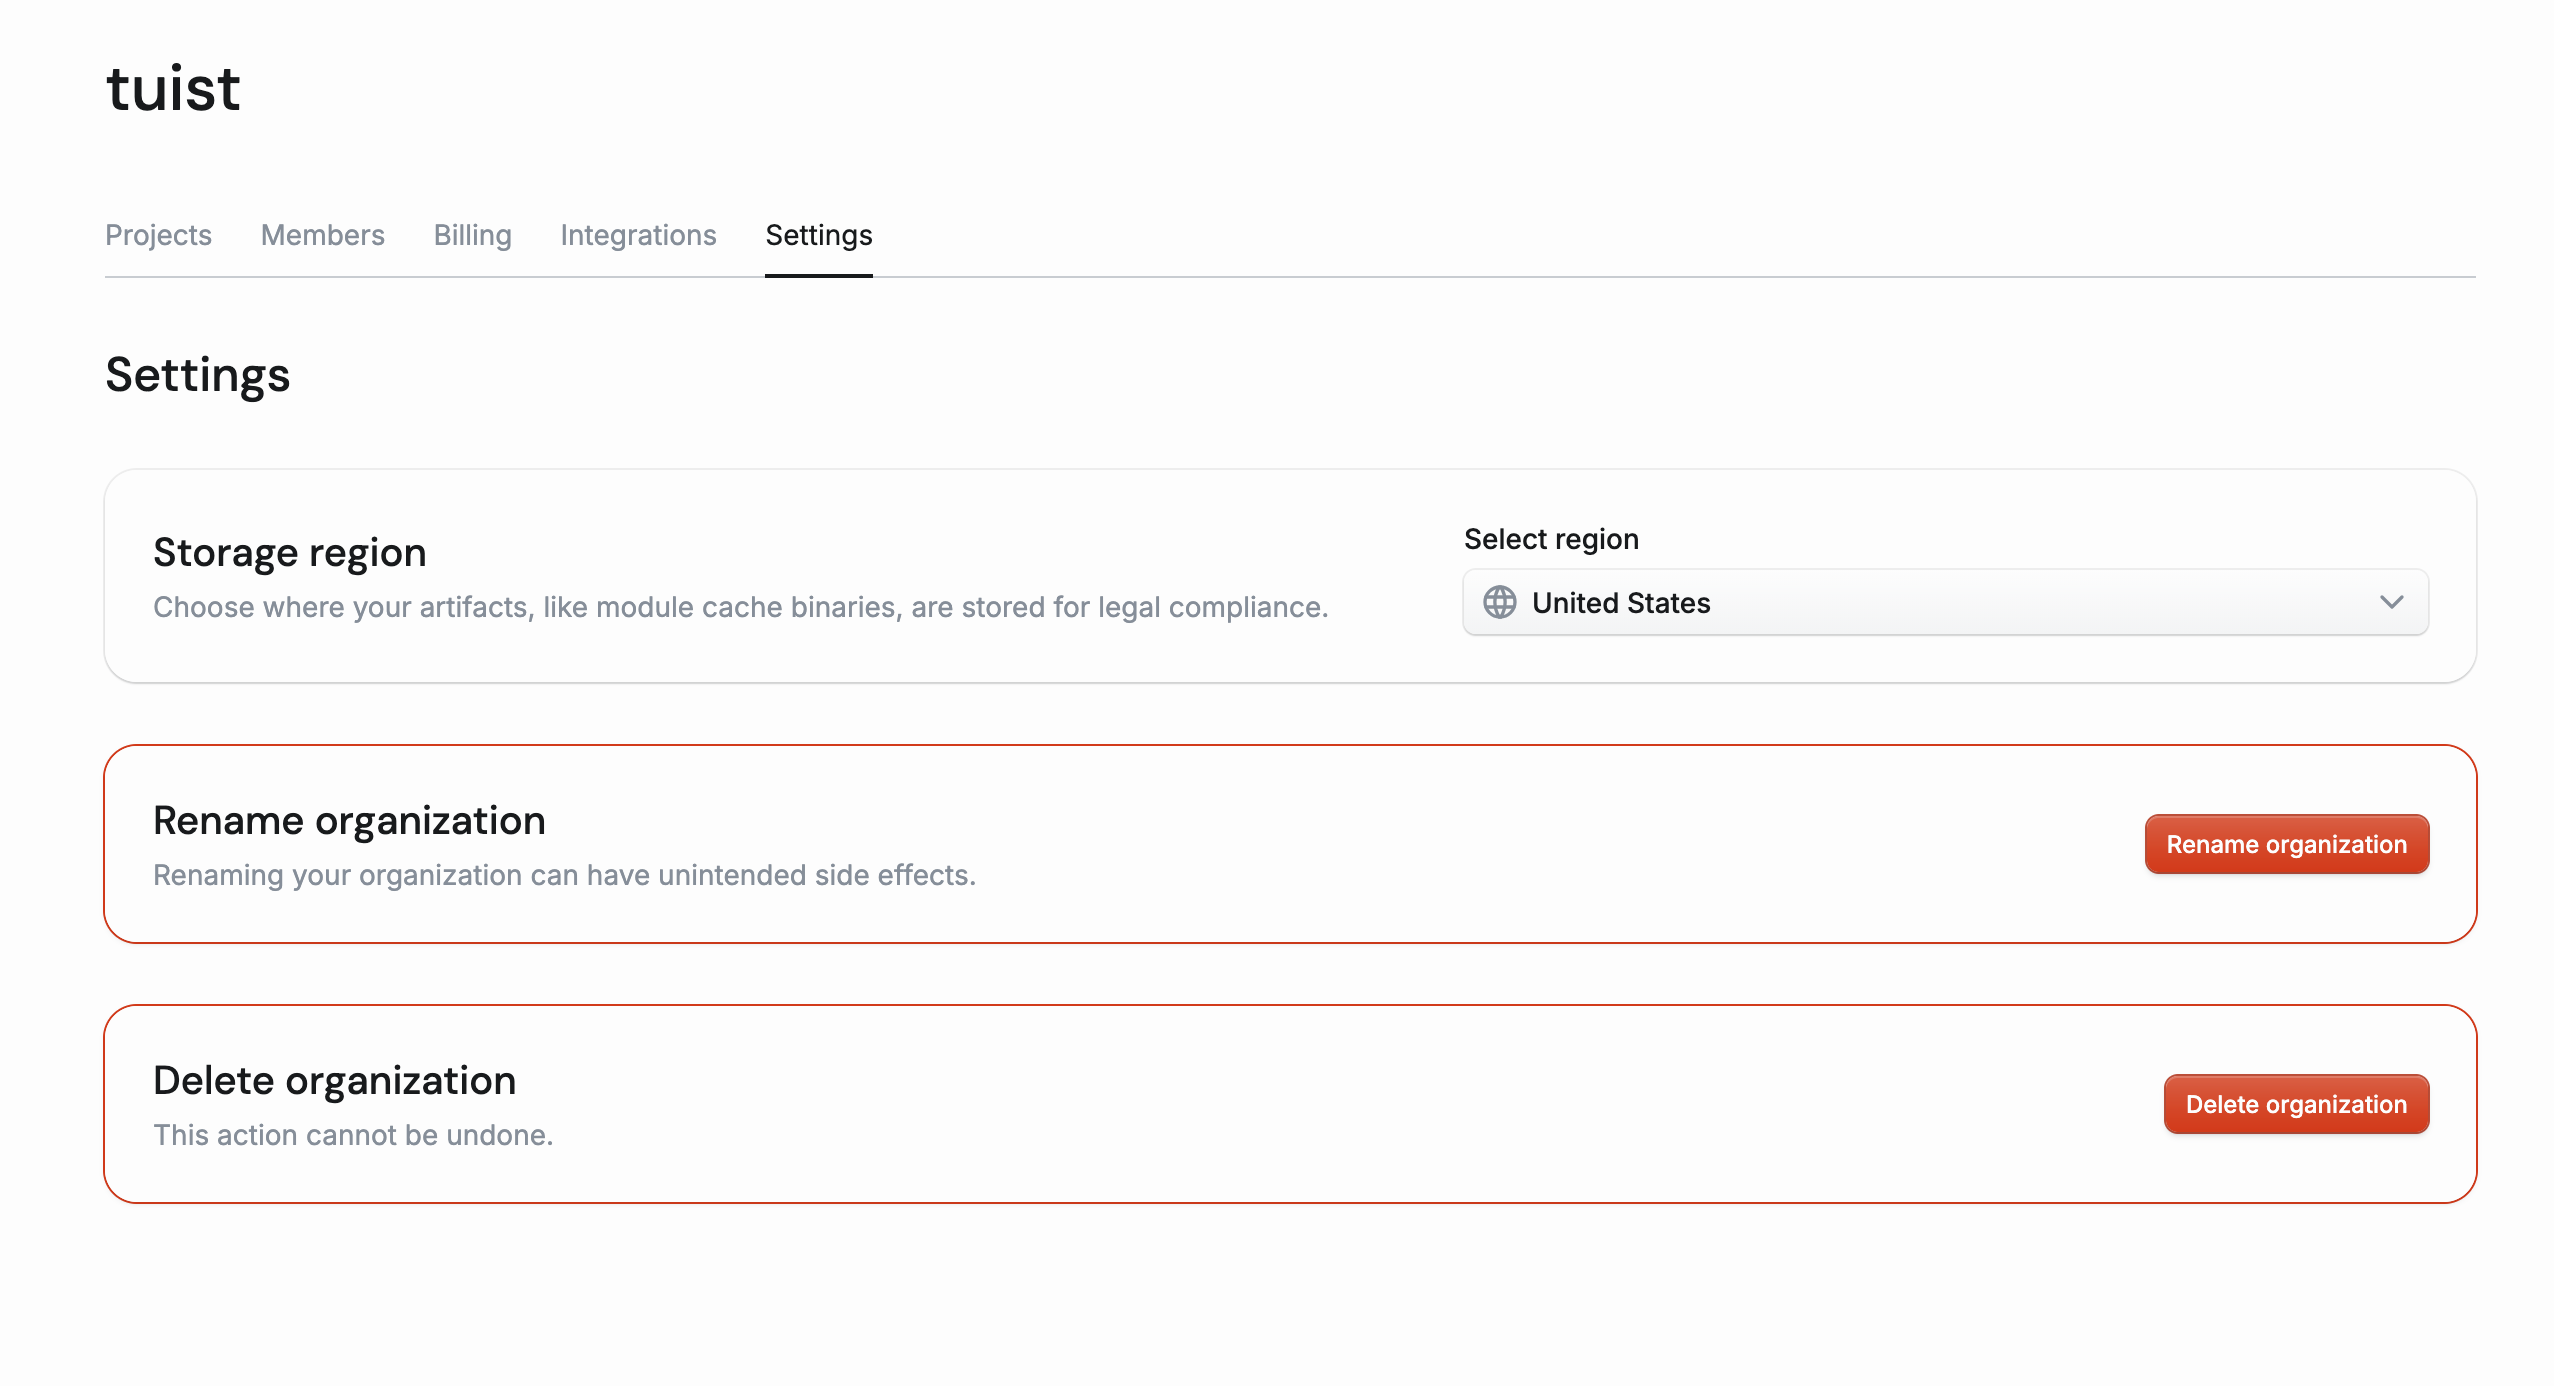 tuist
Projects Members Billing Integrations Settings
Settings
Storage region
Choose where your artifacts, like module cache binaries, are stored for legal compliance.
Select region
United States
Rename organization
Renaming your organization can have unintended side effects.
Rename organization
Delete organization
This action cannot be undone.
Delete organization